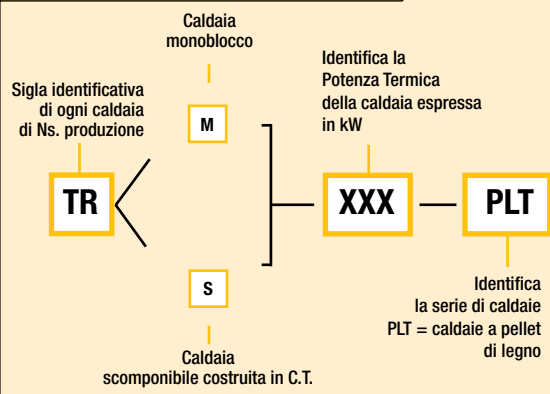 Caldaia
monoblocco
Identifica la
Potenza Termica
della caldaia espressa
in kW
Sigla identificativa
di ogni caldaia
di Ns. produzione
M
TR
XXX
PLT
S
Identifica
la serie di caldaie
PLT = caldaie a pellet
di legno
Caldaia
scomponibile costruita in C.T.